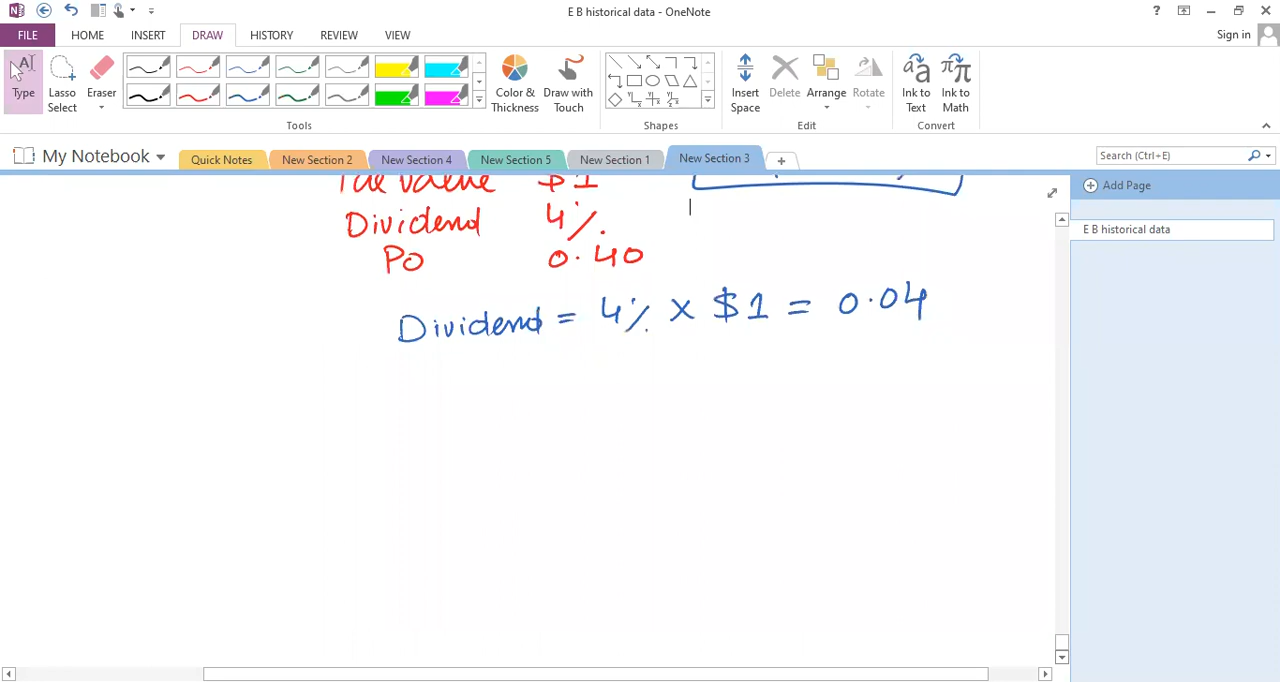 E B historical data - OneNote
?
FILE HOME INSERT DRAW HISTORY REVIEW VIEW
Sign in
Type
Lasso Select
Eraser
Color & Thickness
Draw with Touch
Insert Space
Delete
Arrange
Rotate
Ink to Text
Ink to Math
Tools Shapes Edit Convert
My Notebook Quick Notes New Section 2 New Section 4 New Section 5 New Section 1 New Section 3
Search (Ctrl+E)
Add Page
E B historical data
value $1
Dividend 4%
PO 0.40
Dividend = 4% x $1 = 0.04